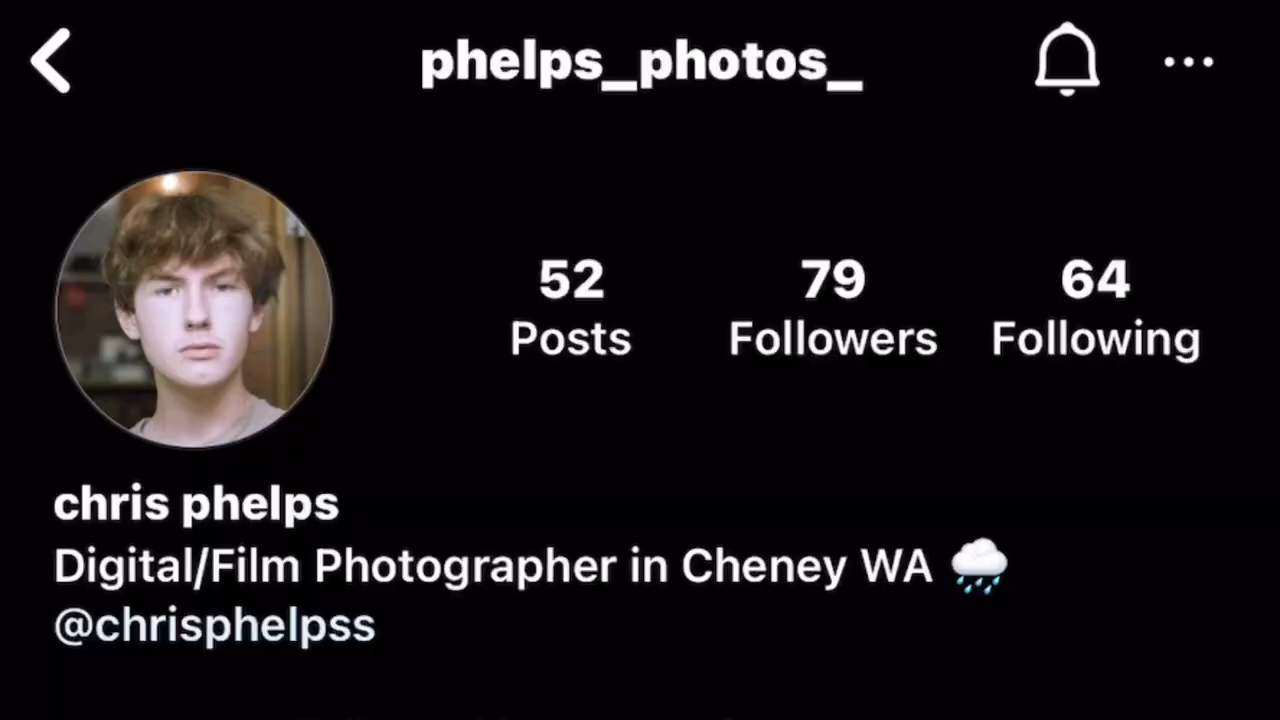 phelps_photos_
52 79 64
Posts Followers Following
chris phelps
Digital/Film Photographer in Cheney WA 🌧️
@chrisphelpss